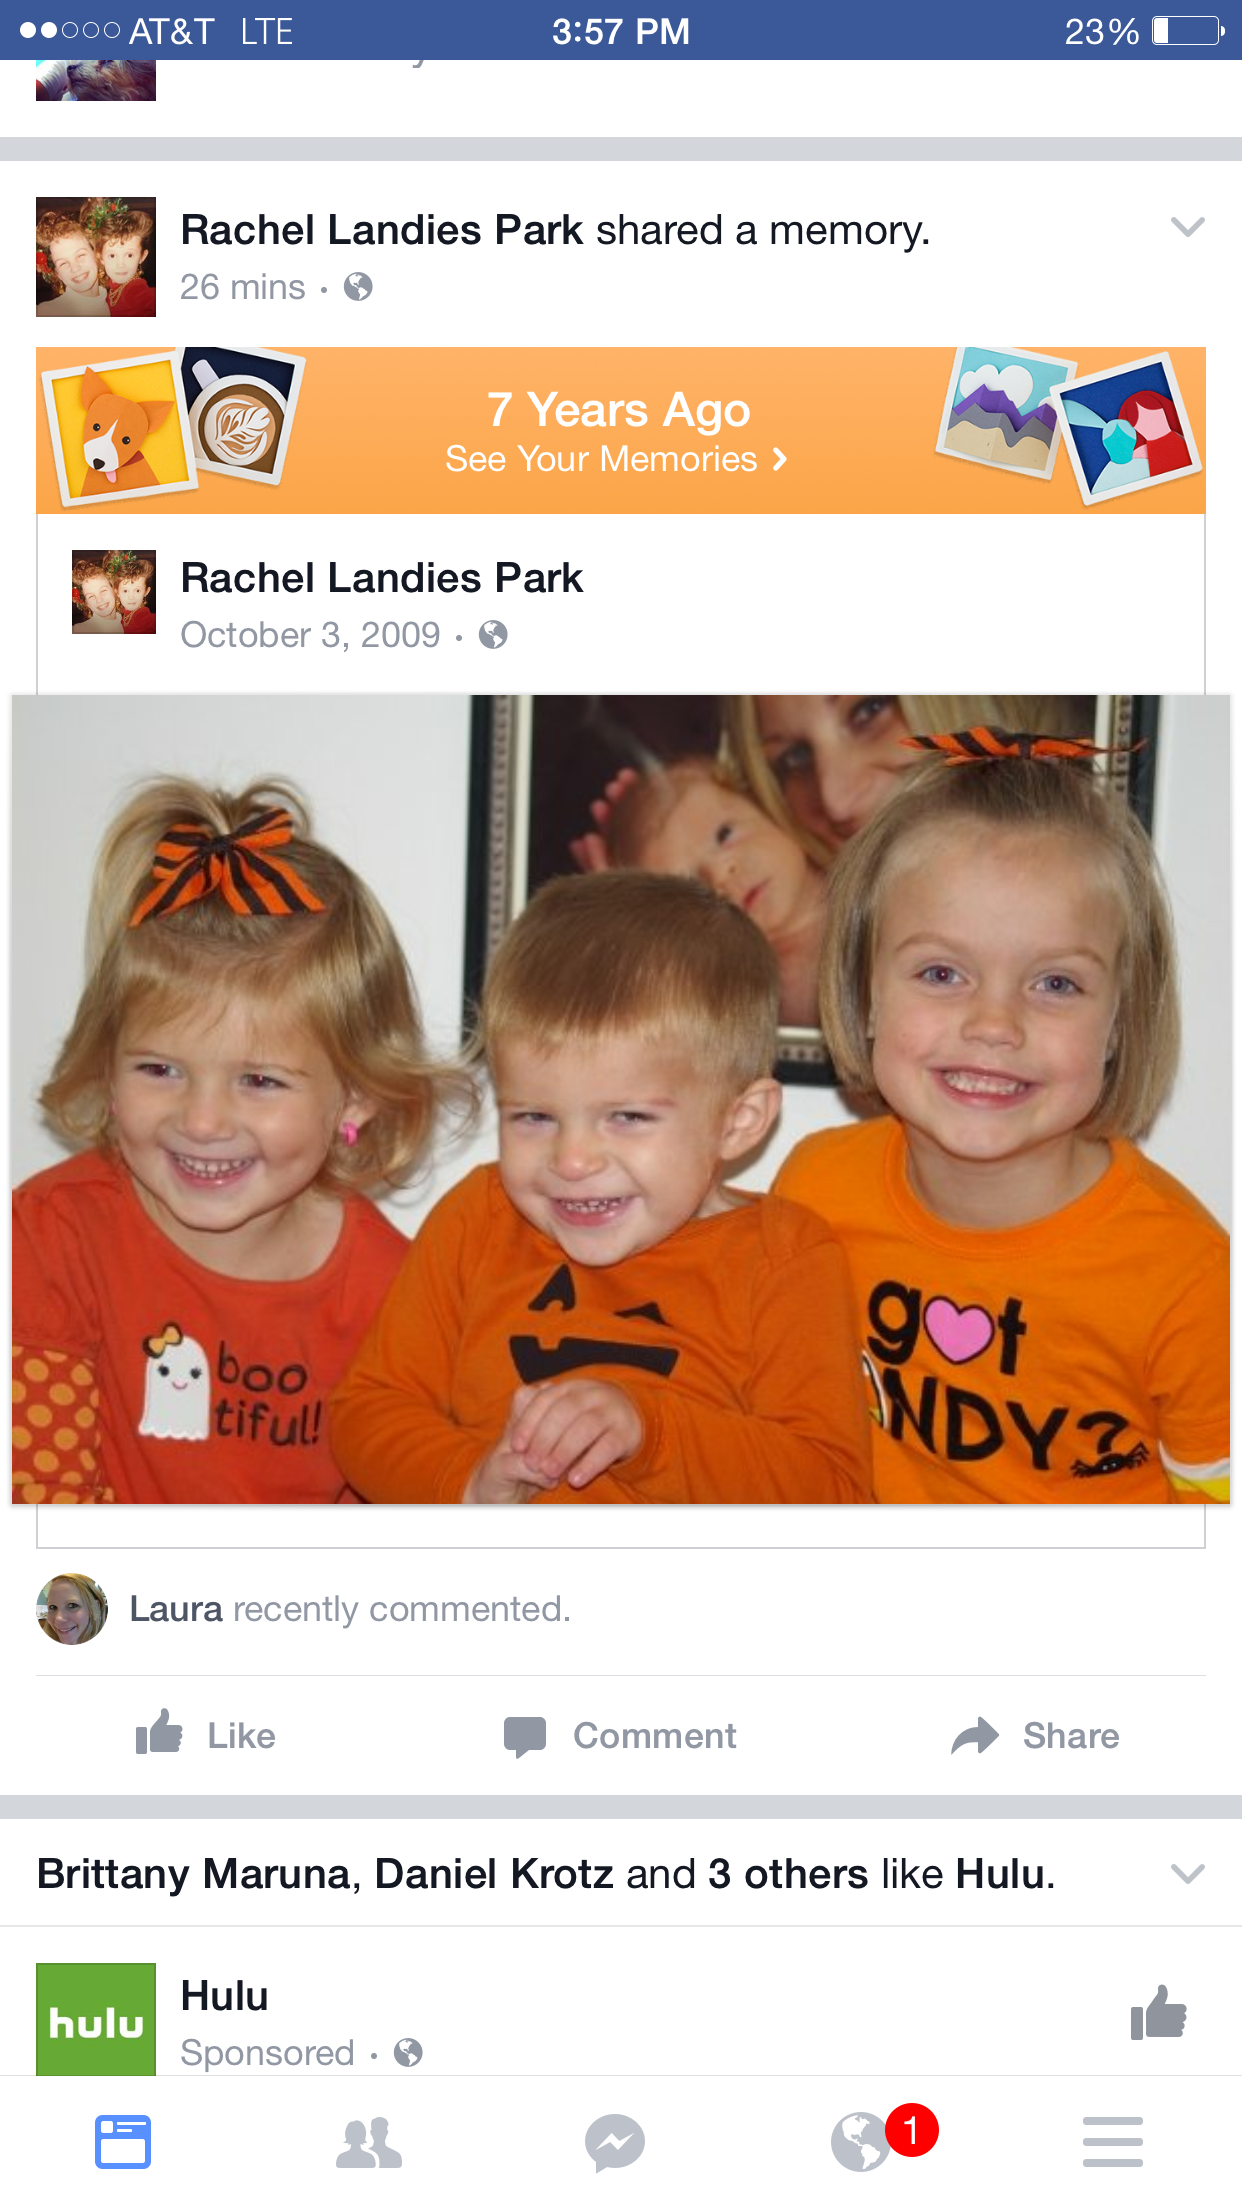 AT&T LTE 3:57 PM 23%
Rachel Landies Park shared a memory.
26 mins ·
7 Years Ago
See Your Memories >
Rachel Landies Park
October 3, 2009 ·
boo
tiful!
got
NDY?
Laura recently commented.
Like Comment Share
Brittany Maruna, Daniel Krotz and 3 others like Hulu.
hulu
Hulu
Sponsored ·
1